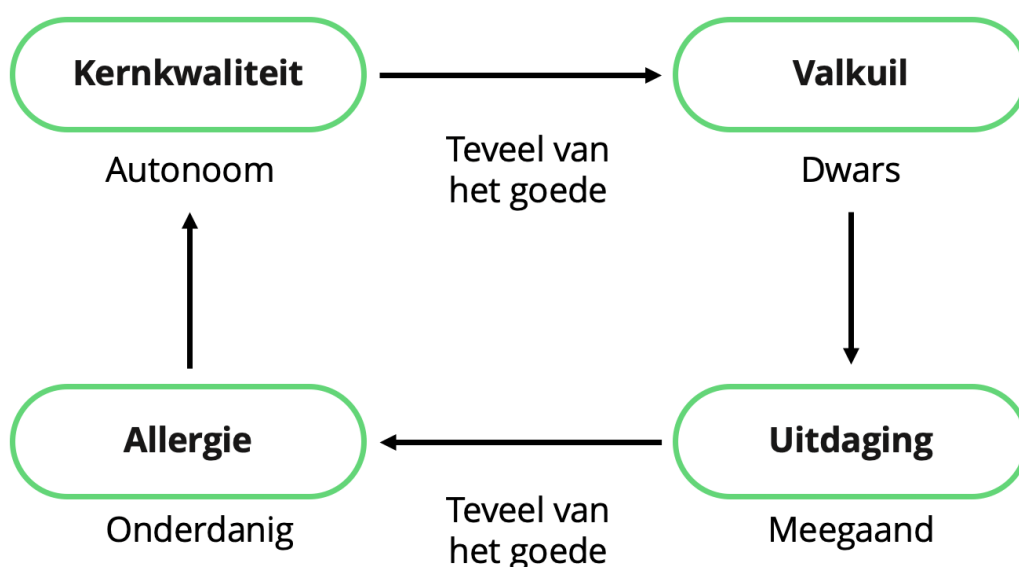 Kernkwaliteit
Valkuil
Autonoom
Teveel van
het goede
Dwars
Allergie
Uitdaging
Onderdanig
Teveel van
het goede
Meegaand